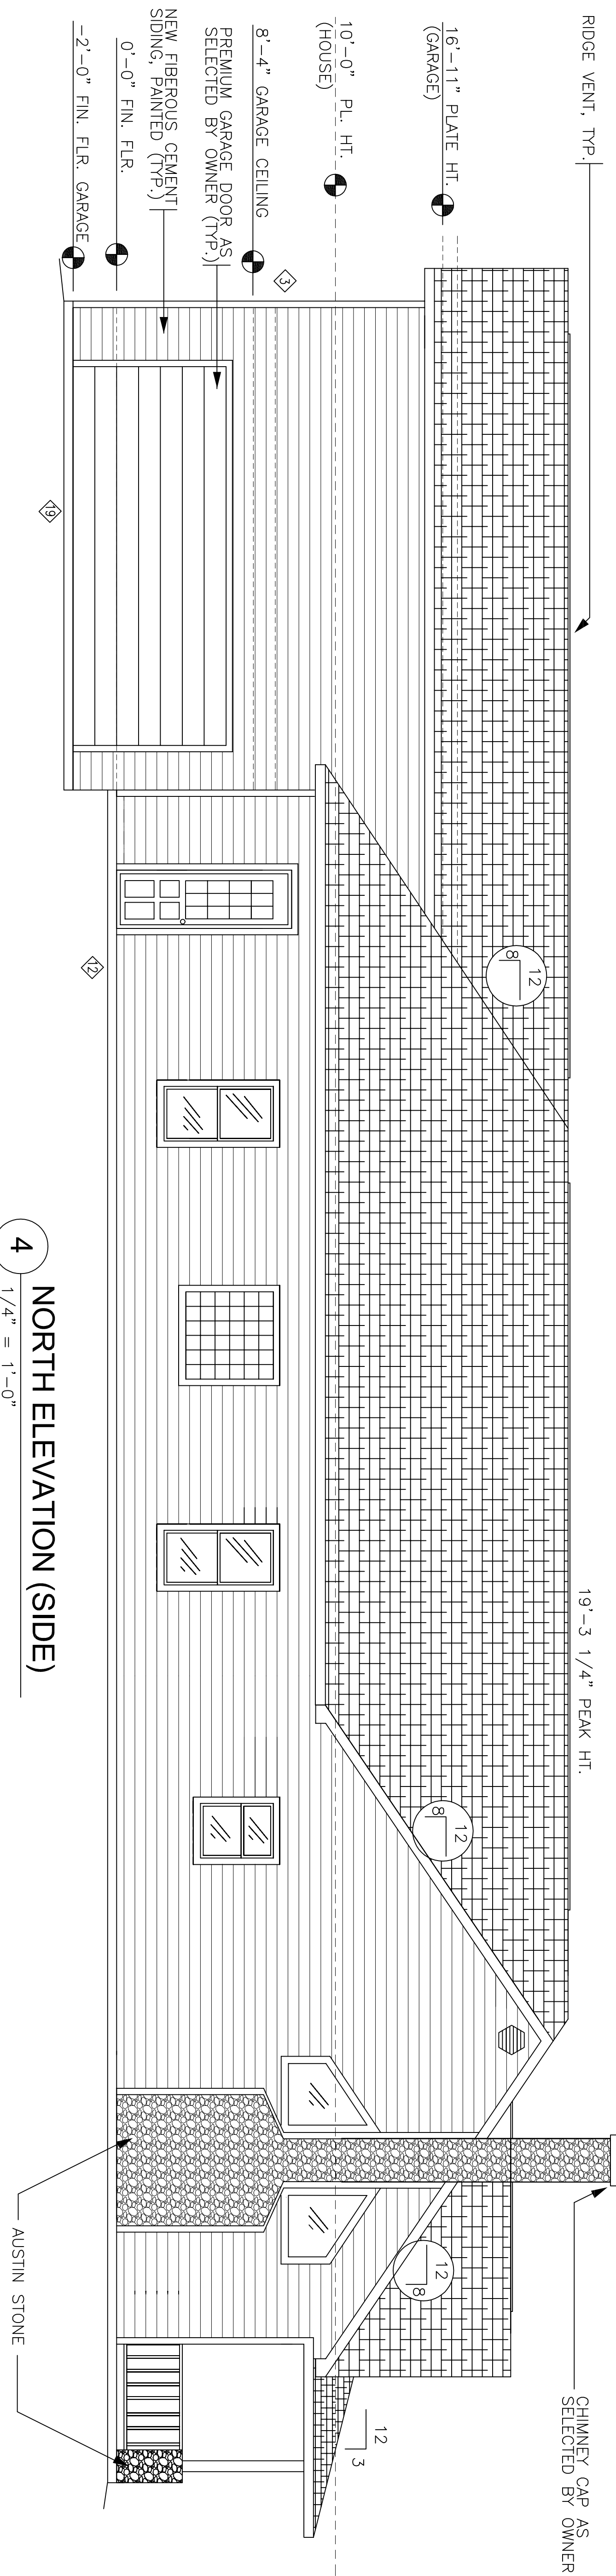 RIDGE VENT, TYP.
16'-11" PLATE HT.
(GARAGE)
10'-0" PL. HT.
(HOUSE)
8'-4" GARAGE CEILING
PREMIUM GARAGE DOOR AS
SELECTED BY OWNER (TYP.)
NEW FIBEROUS CEMENT
SIDING, PAINTED (TYP.)
0'-0" FIN. FLR.
-2'-0" FIN. FLR. GARAGE
3
19
12
12
8
19'-3 1/4" PEAK HT.
12
8
12
8
12
3
CHIMNEY CAP AS
SELECTED BY OWNER
AUSTIN STONE
4
NORTH ELEVATION (SIDE)
1/4" = 1'-0"